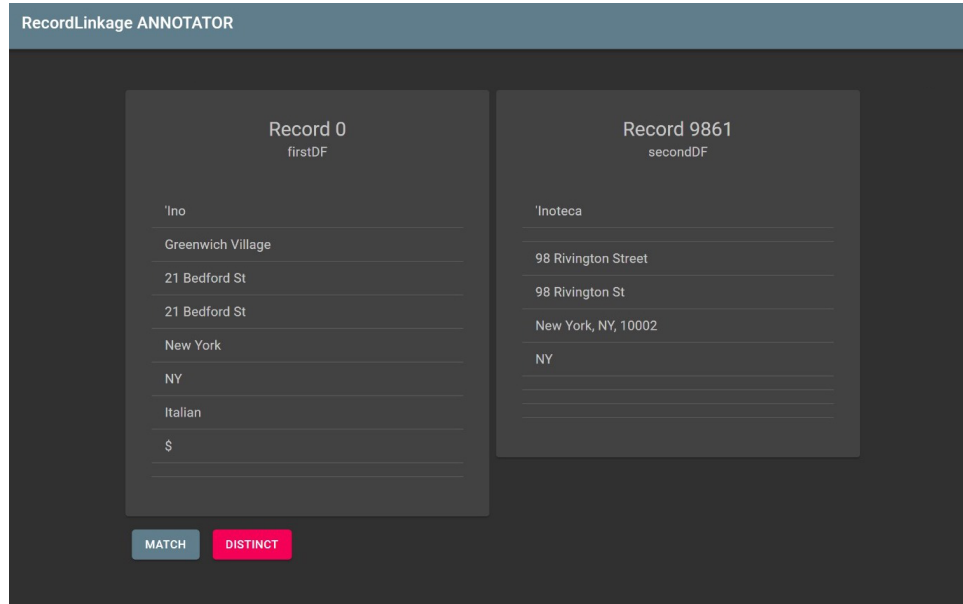 RecordLinkage ANNOTATOR
Record 0
firstDF
'Ino
Greenwich Village
21 Bedford St
21 Bedford St
New York
NY
Italian
$
Record 9861
secondDF
'Inoteca
98 Rivington Street
98 Rivington St
New York, NY, 10002
NY
MATCH
DISTINCT